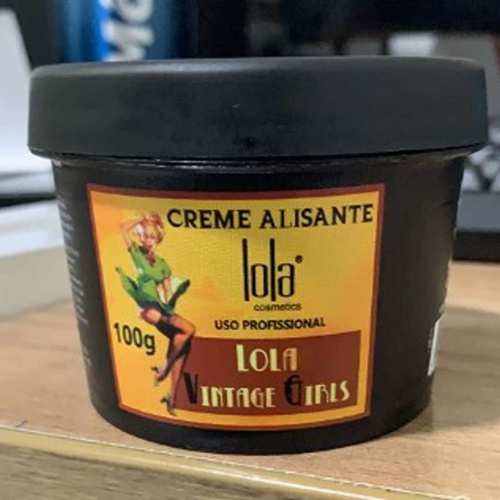 CREME ALISANTE
lola®
cosmetics
USO PROFISSIONAL
100g
LOLA
VINTAGE GIRLS